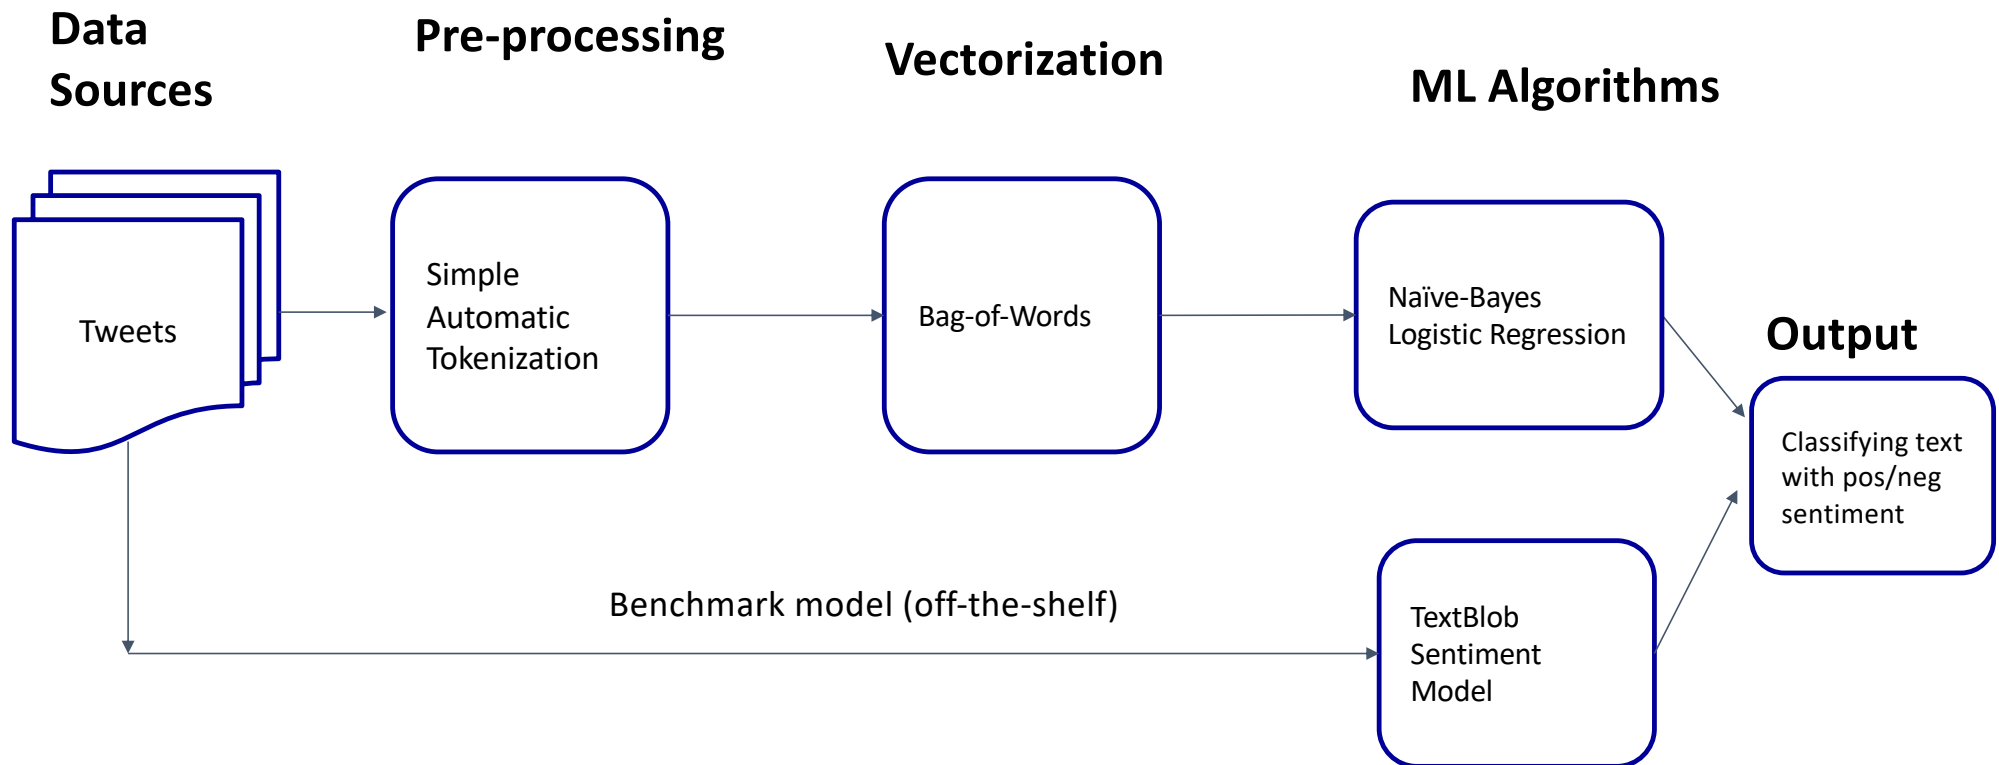 Data
Sources
Pre-processing
Vectorization
ML Algorithms
Tweets
Simple
Automatic
Tokenization
Bag-of-Words
Naïve-Bayes
Logistic Regression
Output
Classifying text
with pos/neg
sentiment
Benchmark model (off-the-shelf)
TextBlob
Sentiment
Model